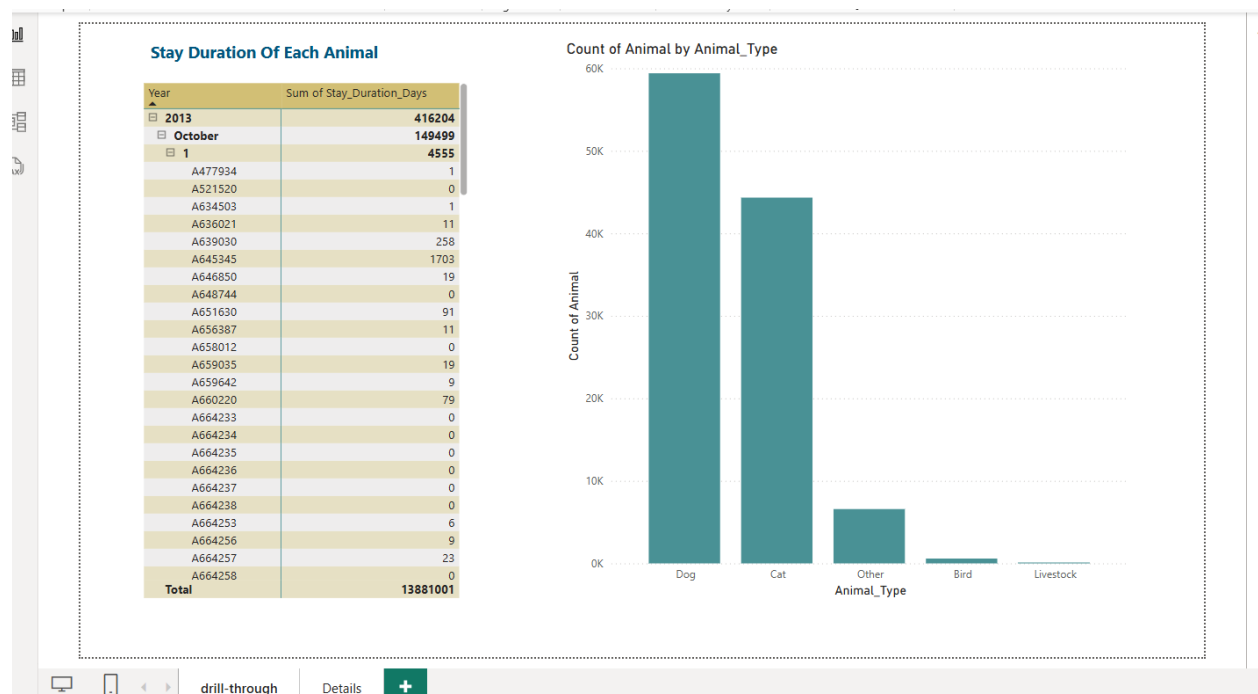 Stay Duration Of Each Animal
Year Sum of Stay_Duration_Days
2013 416204
October 149499
1 4555
A477934 1
A521520 0
A634503 1
A636021 11
A639030 258
A645345 1703
A646850 19
A648744 0
A651630 91
A656387 11
A658012 0
A659035 19
A659642 9
A660220 79
A664233 0
A664234 0
A664235 0
A664236 0
A664237 0
A664238 0
A664253 6
A664256 9
A664257 23
A664258 0
Total 13881001
Count of Animal by Animal_Type
60K
50K
40K
30K
20K
10K
0K
Count of Animal
Dog Cat Other Bird Livestock
Animal_Type
drill-through Details +